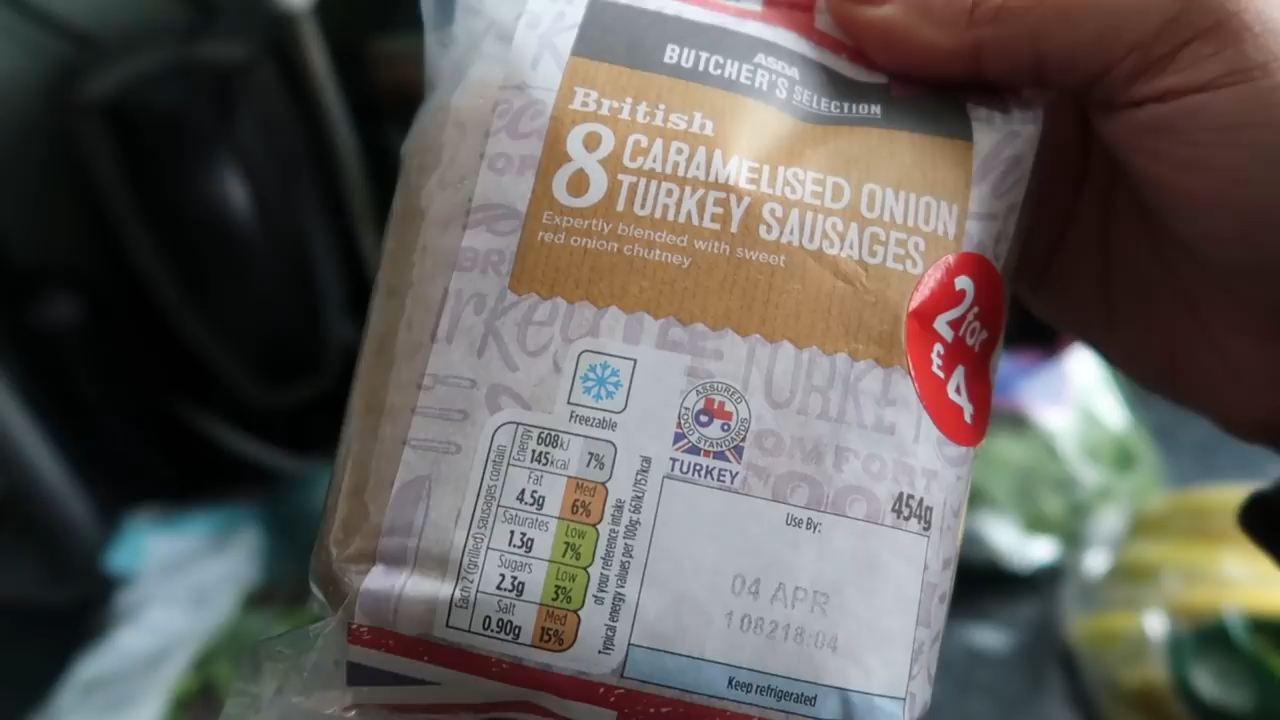 ASDA
BUTCHER'S SELECTION
British
8 CARAMELISED ONION
TURKEY SAUSAGES
Expertly blended with sweet
red onion chutney
2 for
£4
Freezable
ASSURED
FOOD STANDARDS
TURKEY
454g
Each 2 (grilled) sausages contain
Energy 608kJ
145kcal 7%
Fat
4.5g Med 6%
Saturates
1.3g Low 7%
Sugars
2.3g Low 3%
Salt
0.90g Med 15%
of your reference intake
Typical energy values per 100g: 661kJ/157kcal
Use By:
04 APR
1 08218:04
Keep refrigerated